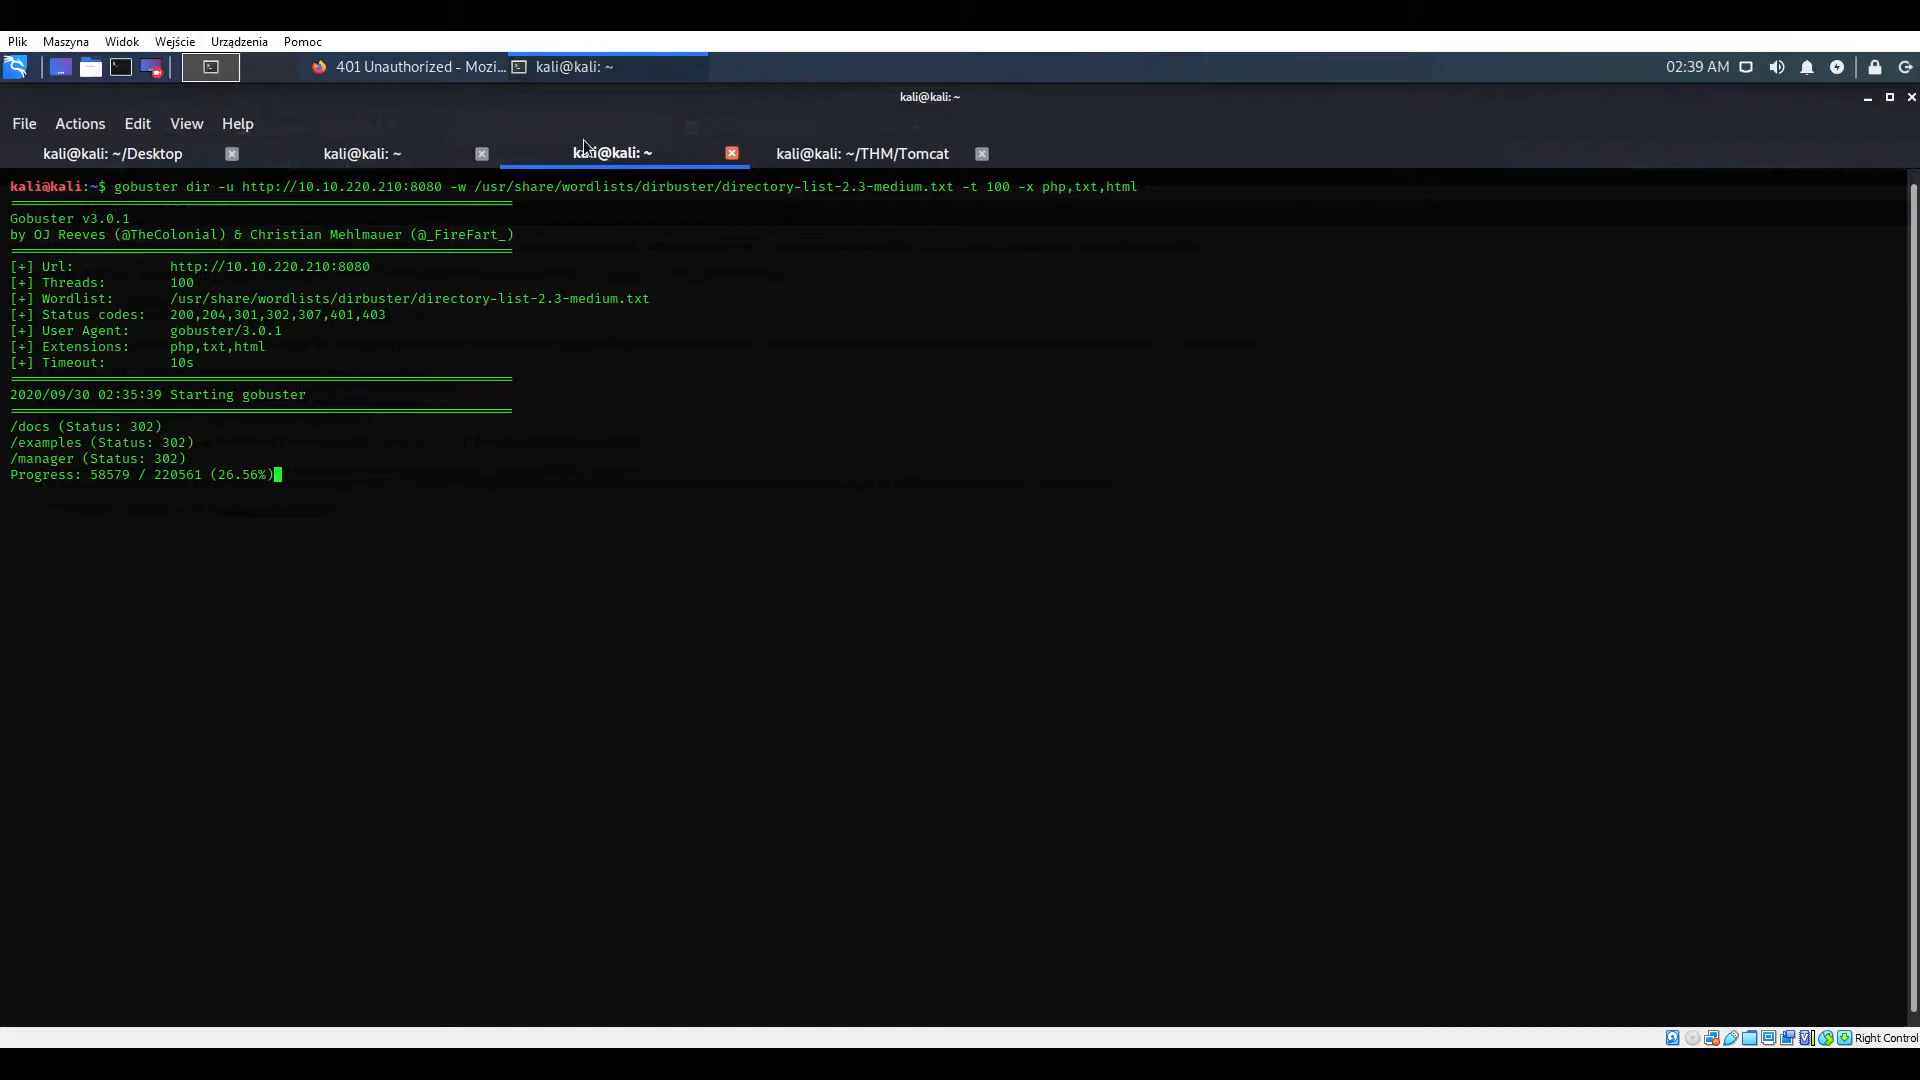 Plik Maszyna Widok Wejście Urządzenia Pomoc
401 Unauthorized - Mozi... kali@kali: ~ 02:39 AM
kali@kali: ~
File Actions Edit View Help
kali@kali: ~/Desktop kali@kali: ~ kali@kali: ~ kali@kali: ~/THM/Tomcat
kali@kali:~$ gobuster dir -u http://10.10.220.210:8080 -w /usr/share/wordlists/dirbuster/directory-list-2.3-medium.txt -t 100 -x php,txt,html
===============================================================
Gobuster v3.0.1
by OJ Reeves (@TheColonial) & Christian Mehlmauer (@_FireFart_)
===============================================================
[+] Url: http://10.10.220.210:8080
[+] Threads: 100
[+] Wordlist: /usr/share/wordlists/dirbuster/directory-list-2.3-medium.txt
[+] Status codes: 200,204,301,302,307,401,403
[+] User Agent: gobuster/3.0.1
[+] Extensions: php,txt,html
[+] Timeout: 10s
===============================================================
2020/09/30 02:35:39 Starting gobuster
===============================================================
/docs (Status: 302)
/examples (Status: 302)
/manager (Status: 302)
Progress: 58579 / 220561 (26.56%)
Right Control